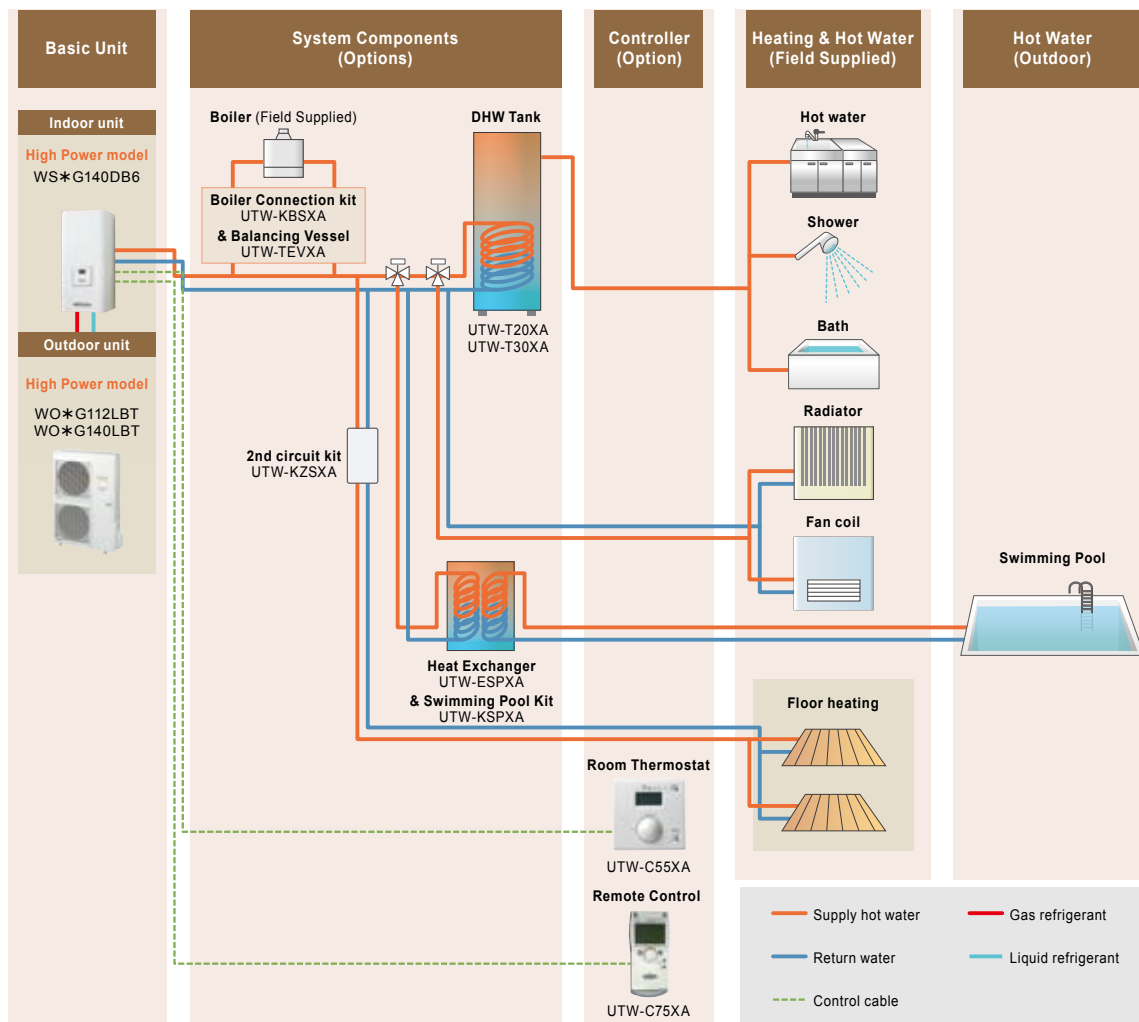 Basic Unit
System Components
(Options)
Controller
(Option)
Heating & Hot Water
(Field Supplied)
Hot Water
(Outdoor)
Indoor unit
High Power model
WS＊G140DB6
Outdoor unit
High Power model
WO＊G112LBT
WO＊G140LBT
Boiler (Field Supplied)
Boiler Connection kit
UTW-KBSXA
& Balancing Vessel
UTW-TEVXA
DHW Tank
UTW-T20XA
UTW-T30XA
2nd circuit kit
UTW-KZSXA
Heat Exchanger
UTW-ESPXA
& Swimming Pool Kit
UTW-KSPXA
Room Thermostat
UTW-C55XA
Remote Control
UTW-C75XA
Hot water
Shower
Bath
Radiator
Fan coil
Floor heating
Swimming Pool
Supply hot water
Gas refrigerant
Return water
Liquid refrigerant
Control cable